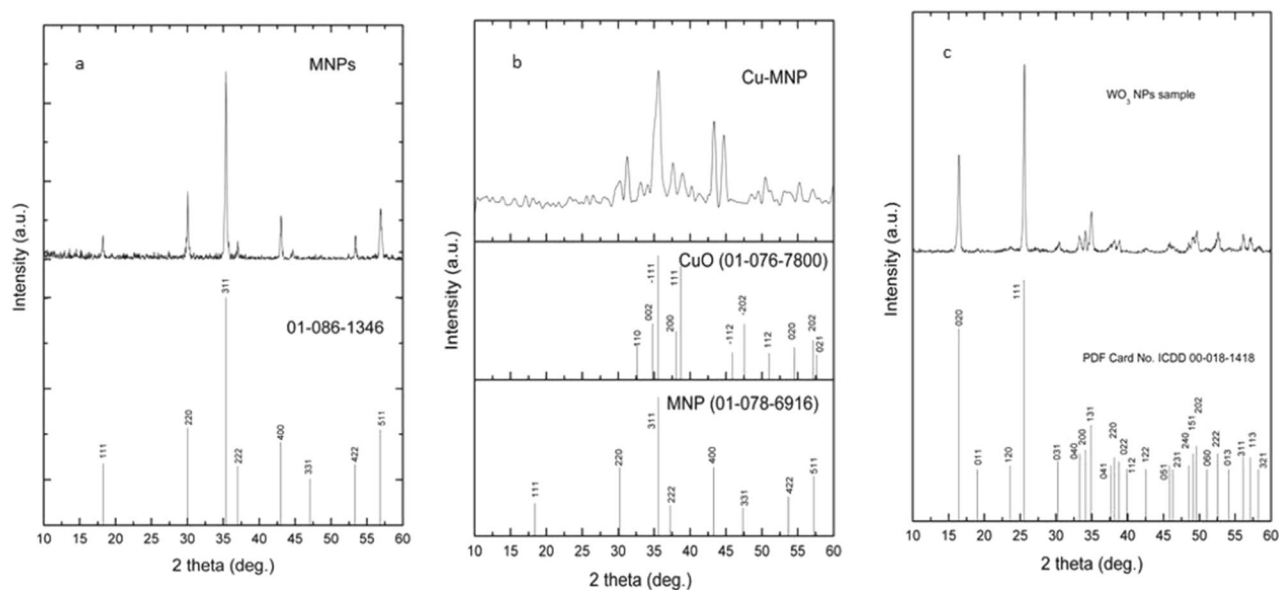 a
MNPs
Intensity (a.u.)
01-086-1346
111
220
311
222
400
331
422
511
10 15 20 25 30 35 40 45 50 55 60
2 theta (deg.)
b
Cu-MNP
Intensity (a.u.)
CuO (01-076-7800)
110
002
-111
200
111
-112
-202
112
020
202
021
MNP (01-078-6916)
111
220
311
222
400
331
422
511
10 15 20 25 30 35 40 45 50 55 60
2 theta (deg.)
c
WO3 NPs sample
Intensity (a.u.)
PDF Card No. ICDD 00-018-1418
020
011
120
111
031
040
200
131
041
220
022
112
122
051
231
240
151
202
060
222
013
311
113
321
10 15 20 25 30 35 40 45 50 55 60
2 theta (deg.)